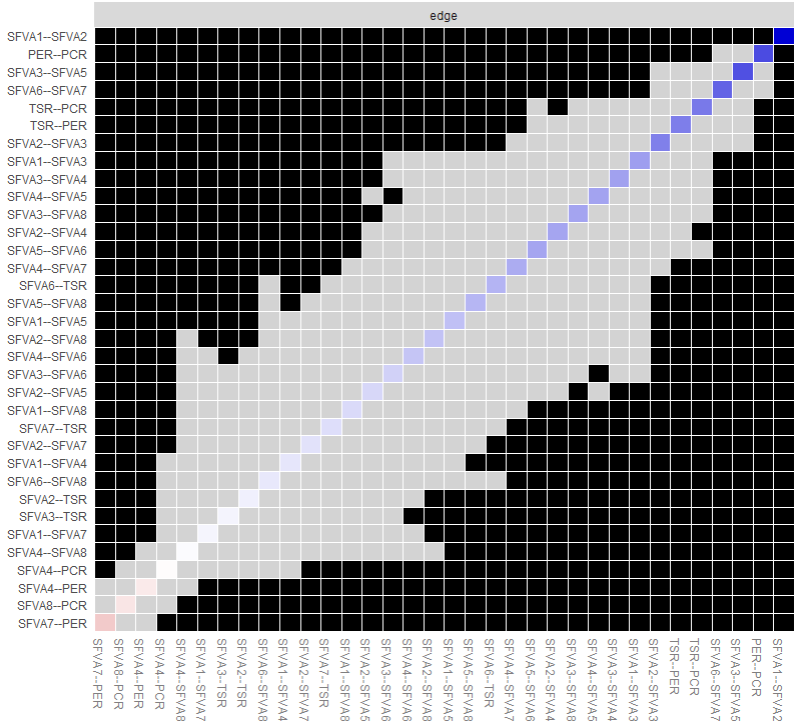 edge
SFVA1--SFVA2
PER--PCR
SFVA3--SFVA5
SFVA6--SFVA7
TSR--PCR
TSR--PER
SFVA2--SFVA3
SFVA1--SFVA3
SFVA3--SFVA4
SFVA4--SFVA5
SFVA3--SFVA8
SFVA2--SFVA4
SFVA5--SFVA6
SFVA4--SFVA7
SFVA6--TSR
SFVA5--SFVA8
SFVA1--SFVA5
SFVA2--SFVA8
SFVA4--SFVA6
SFVA3--SFVA6
SFVA2--SFVA5
SFVA1--SFVA8
SFVA7--TSR
SFVA2--SFVA7
SFVA1--SFVA4
SFVA6--SFVA8
SFVA2--TSR
SFVA3--TSR
SFVA1--SFVA7
SFVA4--SFVA8
SFVA4--PCR
SFVA4--PER
SFVA8--PCR
SFVA7--PER
SFVA7--PER
SFVA8--PCR
SFVA4--PER
SFVA4--PCR
SFVA4--SFVA8
SFVA1--SFVA7
SFVA3--TSR
SFVA2--TSR
SFVA6--SFVA8
SFVA1--SFVA4
SFVA2--SFVA7
SFVA7--TSR
SFVA1--SFVA8
SFVA2--SFVA5
SFVA3--SFVA6
SFVA4--SFVA6
SFVA2--SFVA8
SFVA1--SFVA5
SFVA5--SFVA8
SFVA6--TSR
SFVA4--SFVA7
SFVA5--SFVA6
SFVA2--SFVA4
SFVA3--SFVA8
SFVA4--SFVA5
SFVA3--SFVA4
SFVA1--SFVA3
SFVA2--SFVA3
TSR--PER
TSR--PCR
SFVA6--SFVA7
SFVA3--SFVA5
PER--PCR
SFVA1--SFVA2